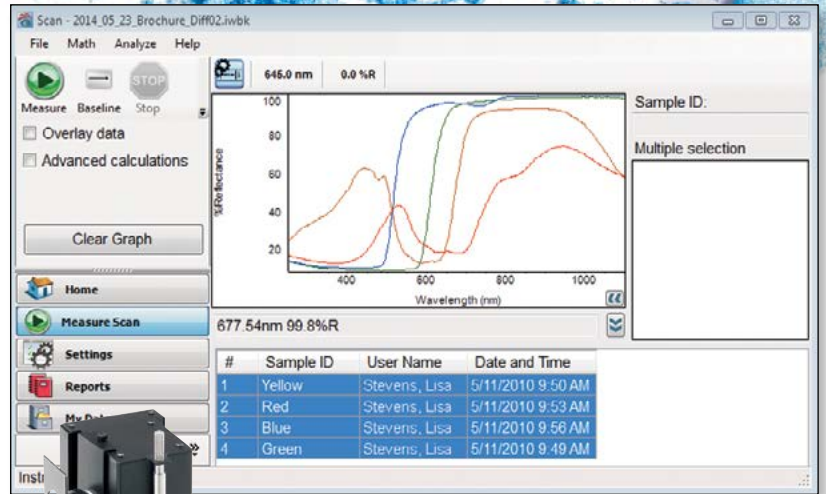 Scan - 2014_05_23_Brochure_Diff02.iwbk
File Math Analyze Help
Measure Baseline Stop
STOP
645.0 nm 0.0 %R
Overlay data
Advanced calculations
Clear Graph
Home
Measure Scan
Settings
Reports
My
%Reflectance
100
80
60
40
20
400 600 800 1000
Wavelength (nm)
677.54nm 99.8%R
Sample ID:
Multiple selection
# Sample ID User Name Date and Time
1 Yellow Stevens, Lisa 5/11/2010 9:50 AM
2 Red Stevens, Lisa 5/11/2010 9:53 AM
3 Blue Stevens, Lisa 5/11/2010 9:56 AM
4 Green Stevens, Lisa 5/11/2010 9:49 AM